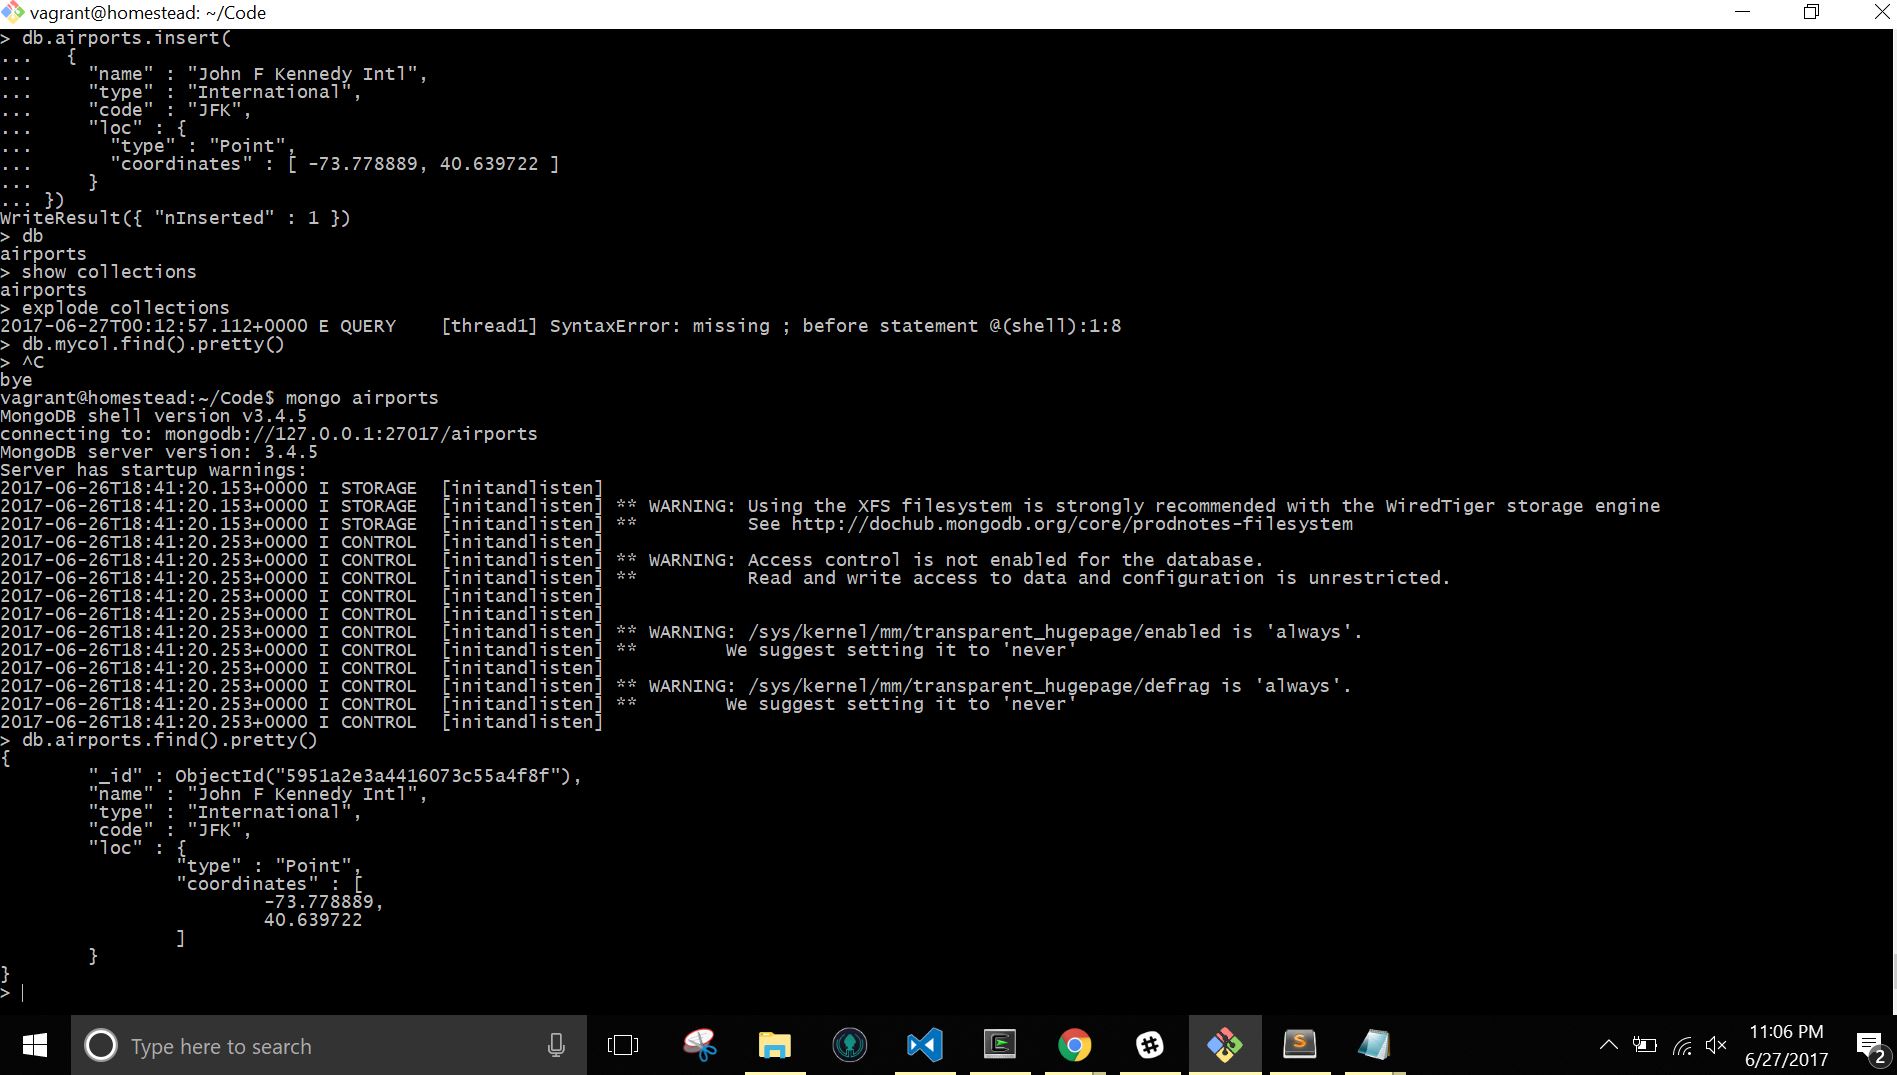 vagrant@homestead: ~/Code
> db.airports.insert(
...   {
...     "name" : "John F Kennedy Intl",
...     "type" : "International",
...     "code" : "JFK",
...     "loc" : {
...       "type" : "Point",
...       "coordinates" : [ -73.778889, 40.639722 ]
...     }
... })
WriteResult({ "nInserted" : 1 })
> db
airports
> show collections
airports
> explode collections
2017-06-27T00:12:57.112+0000 E QUERY    [thread1] SyntaxError: missing ; before statement @(shell):1:8
> db.mycol.find().pretty()
> ^C
bye
vagrant@homestead:~/Code$ mongo airports
MongoDB shell version v3.4.5
connecting to: mongodb://127.0.0.1:27017/airports
MongoDB server version: 3.4.5
Server has startup warnings:
2017-06-26T18:41:20.153+0000 I STORAGE  [initandlisten]
2017-06-26T18:41:20.153+0000 I STORAGE  [initandlisten] ** WARNING: Using the XFS filesystem is strongly recommended with the WiredTiger storage engine
2017-06-26T18:41:20.153+0000 I STORAGE  [initandlisten] **          See http://dochub.mongodb.org/core/prodnotes-filesystem
2017-06-26T18:41:20.253+0000 I CONTROL  [initandlisten]
2017-06-26T18:41:20.253+0000 I CONTROL  [initandlisten] ** WARNING: Access control is not enabled for the database.
2017-06-26T18:41:20.253+0000 I CONTROL  [initandlisten] **          Read and write access to data and configuration is unrestricted.
2017-06-26T18:41:20.253+0000 I CONTROL  [initandlisten]
2017-06-26T18:41:20.253+0000 I CONTROL  [initandlisten]
2017-06-26T18:41:20.253+0000 I CONTROL  [initandlisten] ** WARNING: /sys/kernel/mm/transparent_hugepage/enabled is 'always'.
2017-06-26T18:41:20.253+0000 I CONTROL  [initandlisten] **        We suggest setting it to 'never'
2017-06-26T18:41:20.253+0000 I CONTROL  [initandlisten]
2017-06-26T18:41:20.253+0000 I CONTROL  [initandlisten] ** WARNING: /sys/kernel/mm/transparent_hugepage/defrag is 'always'.
2017-06-26T18:41:20.253+0000 I CONTROL  [initandlisten] **        We suggest setting it to 'never'
2017-06-26T18:41:20.253+0000 I CONTROL  [initandlisten]
> db.airports.find().pretty()
{
        "_id" : ObjectId("5951a2e3a4416073c55a4f8f"),
        "name" : "John F Kennedy Intl",
        "type" : "International",
        "code" : "JFK",
        "loc" : {
                "type" : "Point",
                "coordinates" : [
                        -73.778889,
                        40.639722
                ]
        }
}
>
Type here to search
S
11:06 PM
6/27/2017
2